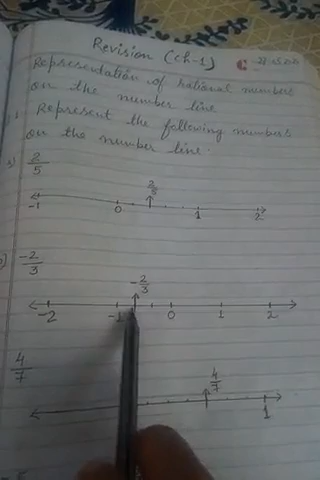 Revision (ch-1)
Representation of rational numbers
on the number line
Represent the following numbers
on the number line.
a) 2/5
2/5
-1 0 1 2
b) -2/3
-2/3
-2 -1 0 1 2
4/7
4/7
1